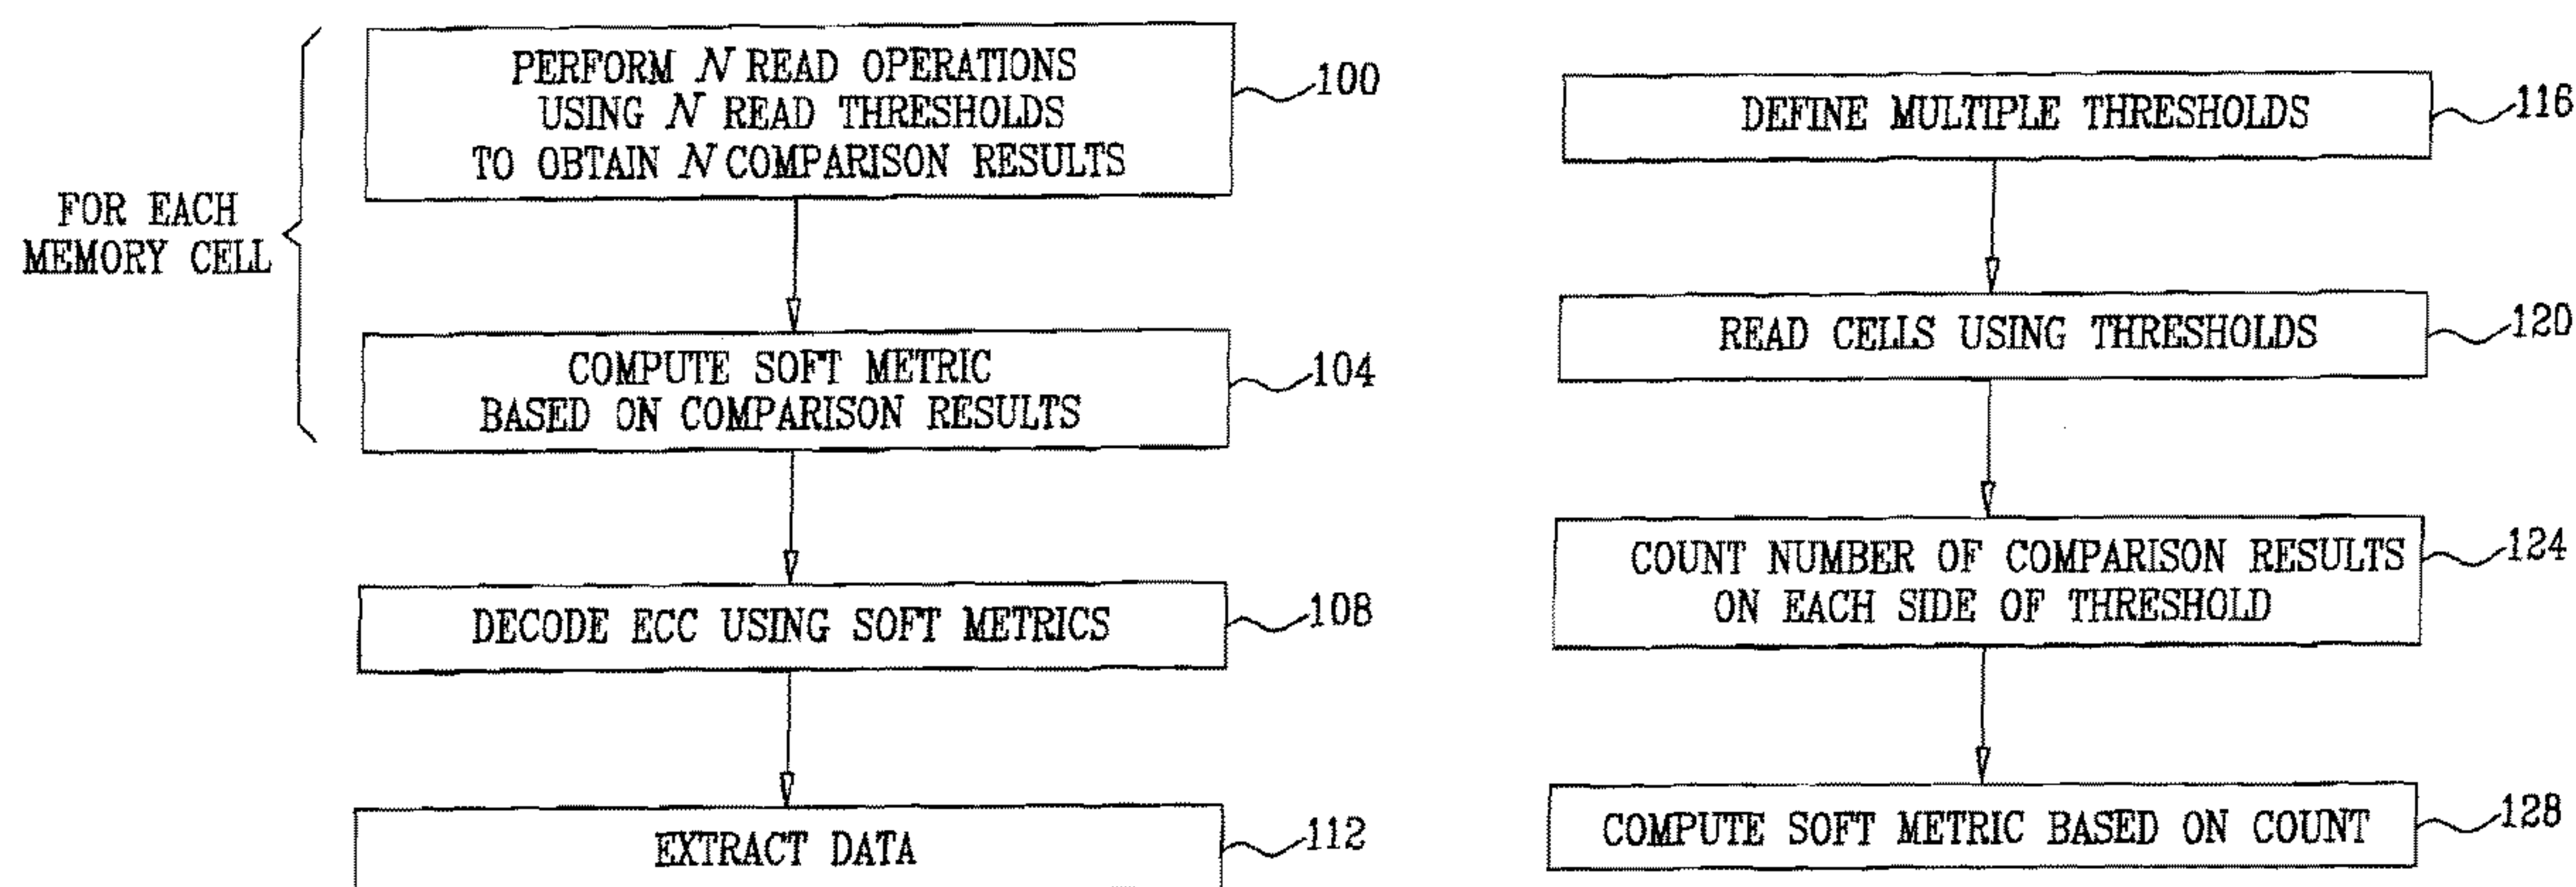 FOR EACH
MEMORY CELL
PERFORM N READ OPERATIONS
USING N READ THRESHOLDS
TO OBTAIN N COMPARISON RESULTS
100
COMPUTE SOFT METRIC
BASED ON COMPARISON RESULTS
104
DECODE ECC USING SOFT METRICS
108
EXTRACT DATA
112
DEFINE MULTIPLE THRESHOLDS
116
READ CELLS USING THRESHOLDS
120
COUNT NUMBER OF COMPARISON RESULTS
ON EACH SIDE OF THRESHOLD
124
COMPUTE SOFT METRIC BASED ON COUNT
128